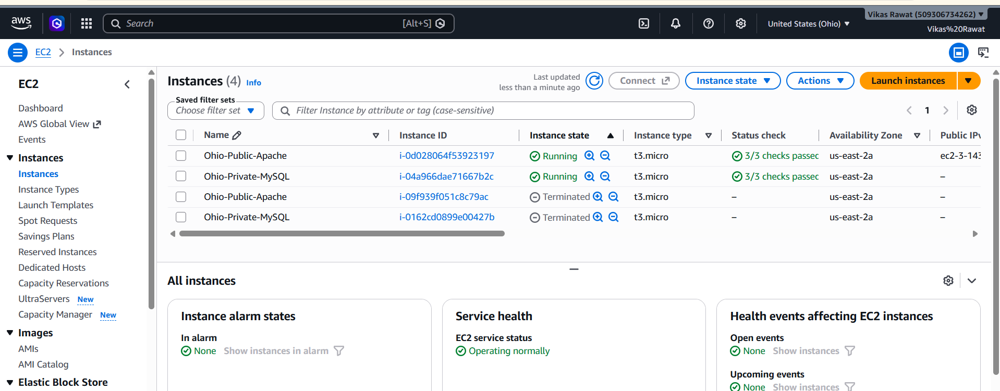 aws
Search [Alt+S]
United States (Ohio)
Vikas Rawat (509306734262)
Vikas%20Rawat
EC2 Instances
EC2
Dashboard
AWS Global View
Events
Instances
Instances
Instance Types
Launch Templates
Spot Requests
Savings Plans
Reserved Instances
Dedicated Hosts
Capacity Reservations
UltraServers New
Capacity Manager New
Images
AMIs
AMI Catalog
Elastic Block Store
Instances (4) Info
Last updated
less than a minute ago
Connect
Instance state
Actions
Launch instances
Saved filter sets
Choose filter set
Filter Instance by attribute or tag (case-sensitive)
1
Name Instance ID Instance state Instance type Status check Availability Zone Public IPv
Ohio-Public-Apache i-0d028064f53923197 Running t3.micro 3/3 checks passec us-east-2a ec2-3-143
Ohio-Private-MySQL i-04a966dae71667b2c Running t3.micro 3/3 checks passec us-east-2a –
Ohio-Public-Apache i-09f939f051c8c79ac Terminated t3.micro – us-east-2a –
Ohio-Private-MySQL i-0162cd0899e00427b Terminated t3.micro – us-east-2a –
All instances
Instance alarm states
In alarm
None Show instances in alarm
Service health
EC2 service status
Operating normally
Health events affecting EC2 instances
Open events
None Show instances
Upcoming events
None Show instances